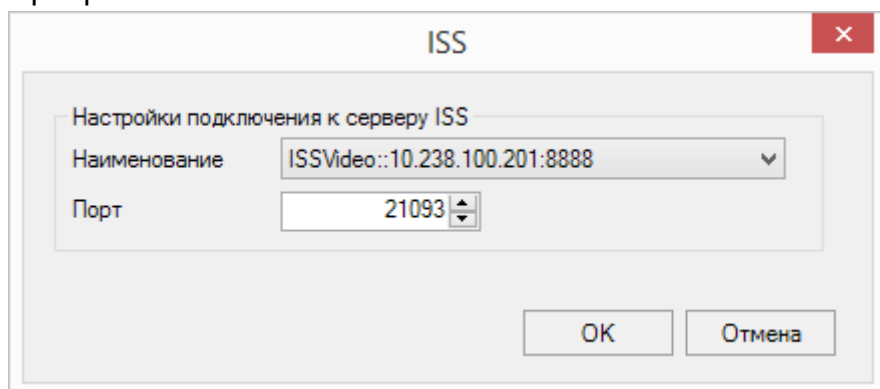 ISS
Настройки подключения к серверу ISS
Наименование ISSVideo::10.238.100.201:8888
Порт 21093
OK Отмена